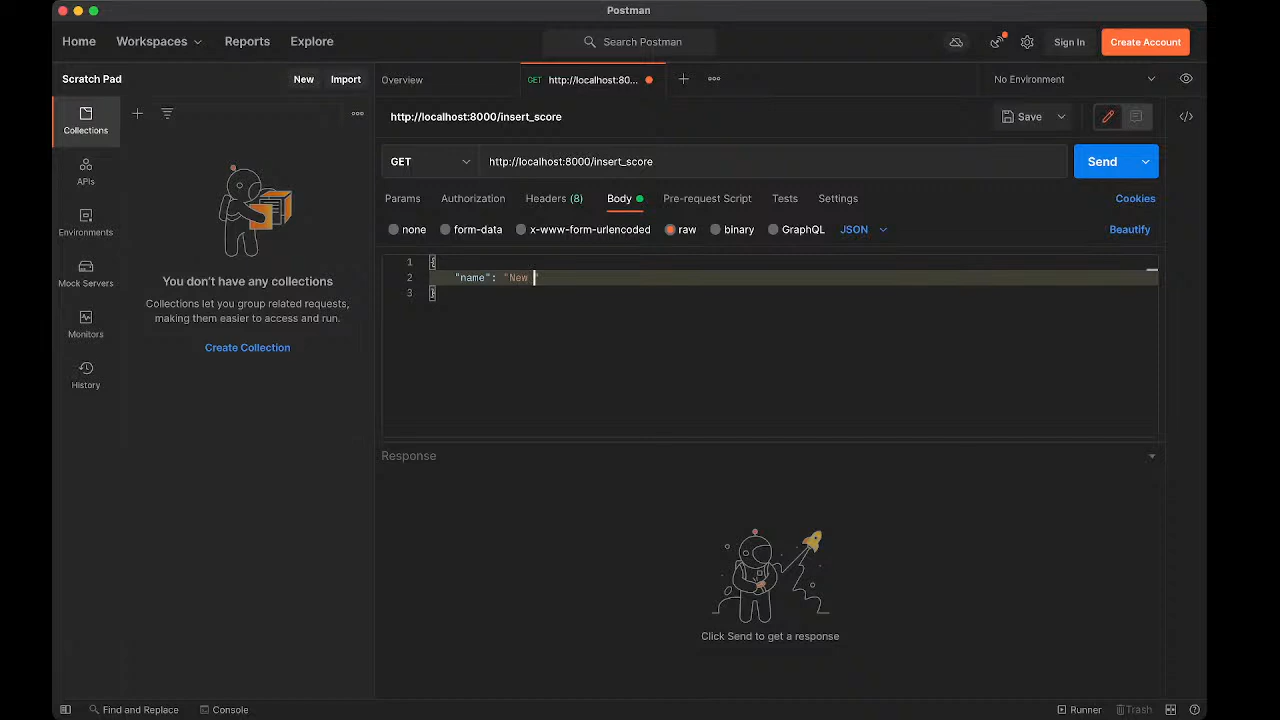 Postman
Home Workspaces Reports Explore Search Postman Sign In Create Account
Scratch Pad New Import Overview GET http://localhost:80... No Environment
http://localhost:8000/insert_score Save
Collections
GET http://localhost:8000/insert_score Send
APIs
Params Authorization Headers (8) Body Pre-request Script Tests Settings Cookies
Environments
none form-data x-www-form-urlencoded raw binary GraphQL JSON Beautify
Mock Servers
1 {
2 "name": "New "
3 }
You don't have any collections
Collections let you group related requests,
making them easier to access and run.
Monitors
Create Collection
History
Response
Click Send to get a response
Find and Replace Console Runner Trash